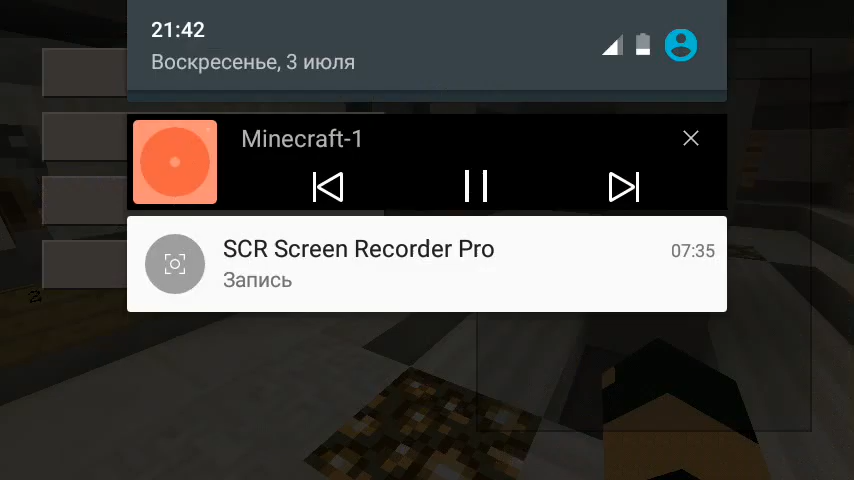 21:42
Воскресенье, 3 июля
Minecraft-1
SCR Screen Recorder Pro
07:35
Запись